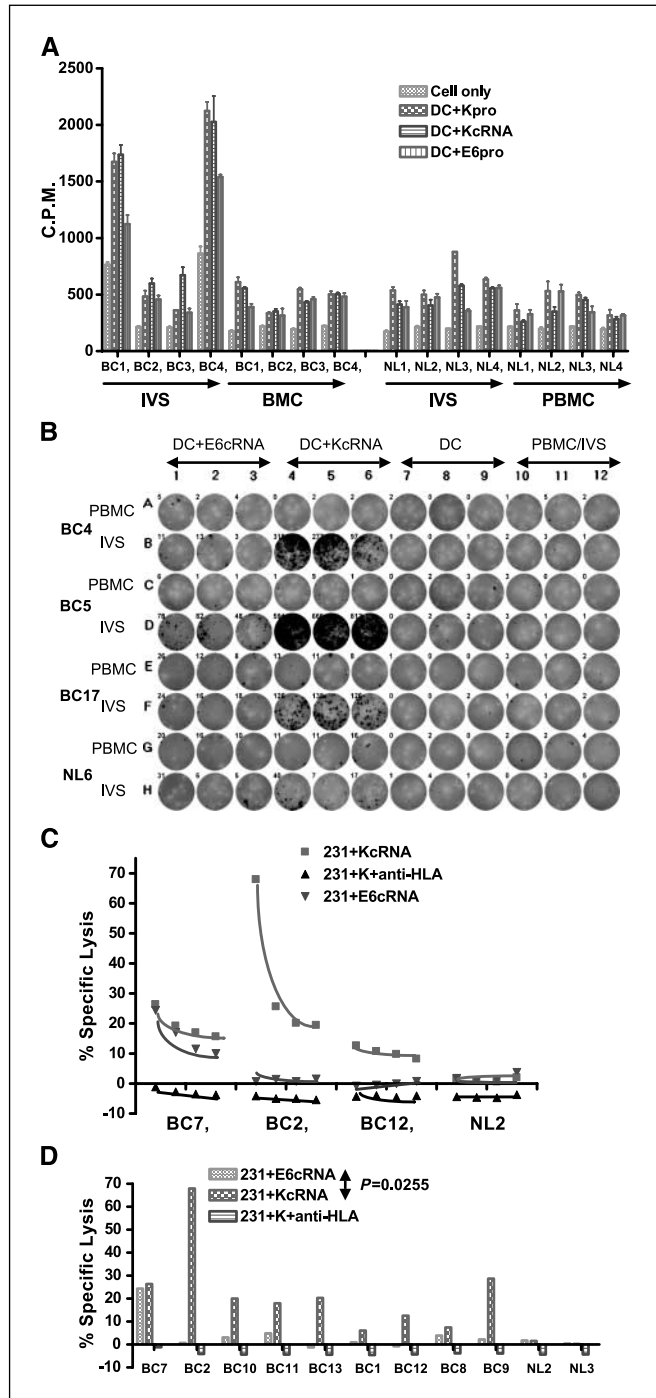 A
2500
2000
1500
1000
500
0
C.P.M.
Cell only
DC+Kpro
DC+KcRNA
DC+E6pro
BC1, BC2, BC3, BC4, BC1, BC2, BC3, BC4, NL1, NL2, NL3, NL4, NL1, NL2, NL3, NL4
IVS BMC IVS PBMC
B
DC+E6cRNA DC+KcRNA DC PBMC/IVS
1 2 3 4 5 6 7 8 9 10 11 12
BC4 PBMC A
IVS B
BC5 PBMC C
IVS D
BC17 PBMC E
IVS F
NL6 PBMC G
IVS H
C
231+KcRNA
231+K+anti-HLA
231+E6cRNA
70
60
50
40
30
20
10
0
-10
% Specific Lysis
BC7, BC2, BC12, NL2
D
231+E6cRNA
231+KcRNA
231+K+anti-HLA
P=0.0255
70
60
50
40
30
20
10
0
-10
% Specific Lysis
BC7 BC2 BC10 BC11 BC13 BC1 BC12 BC8 BC9 NL2 NL3